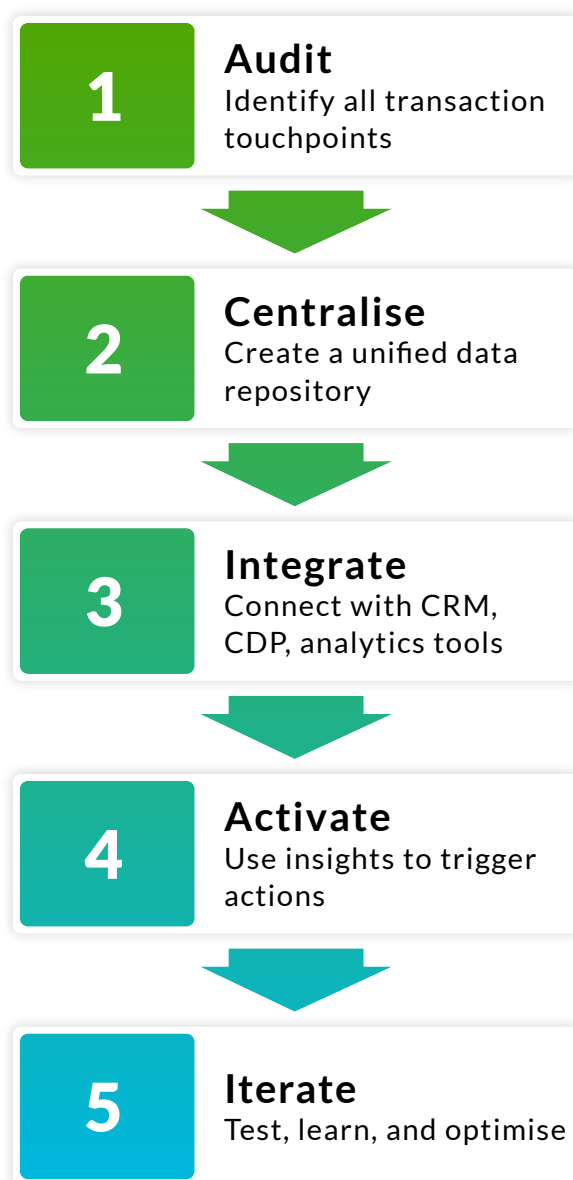 1
Audit
Identify all transaction
touchpoints
2
Centralise
Create a unified data
repository
3
Integrate
Connect with CRM,
CDP, analytics tools
4
Activate
Use insights to trigger
actions
5
Iterate
Test, learn, and optimise